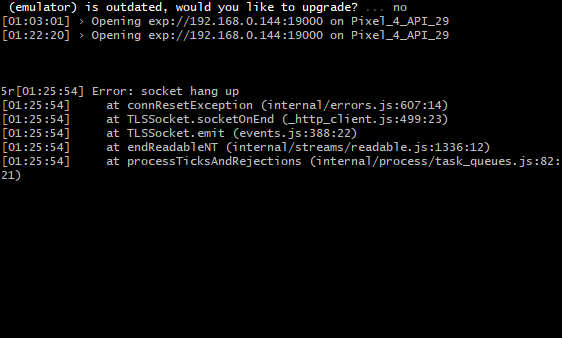 (emulator) is outdated, would you like to upgrade? ... no
[01:03:01] › Opening exp://192.168.0.144:19000 on Pixel_4_API_29
[01:22:20] › Opening exp://192.168.0.144:19000 on Pixel_4_API_29
5r[01:25:54] Error: socket hang up
[01:25:54]     at connResetException (internal/errors.js:607:14)
[01:25:54]     at TLSSocket.socketOnEnd (_http_client.js:499:23)
[01:25:54]     at TLSSocket.emit (events.js:388:22)
[01:25:54]     at endReadableNT (internal/streams/readable.js:1336:12)
[01:25:54]     at processTicksAndRejections (internal/process/task_queues.js:82:
21)